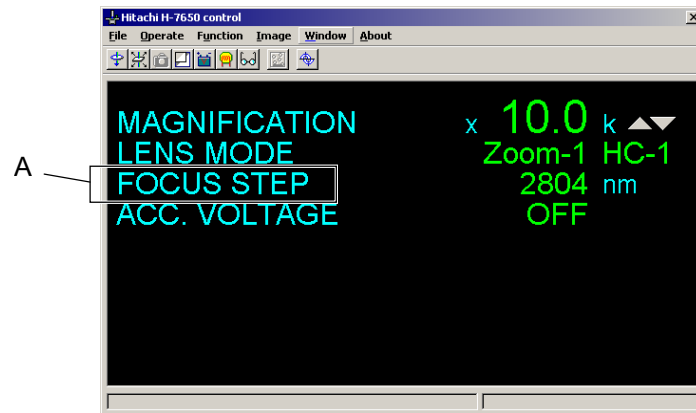 Hitachi H-7650 control
File Operate Function Image Window About
MAGNIFICATION x 10.0 k
LENS MODE Zoom-1 HC-1
A FOCUS STEP 2804 nm
ACC. VOLTAGE OFF